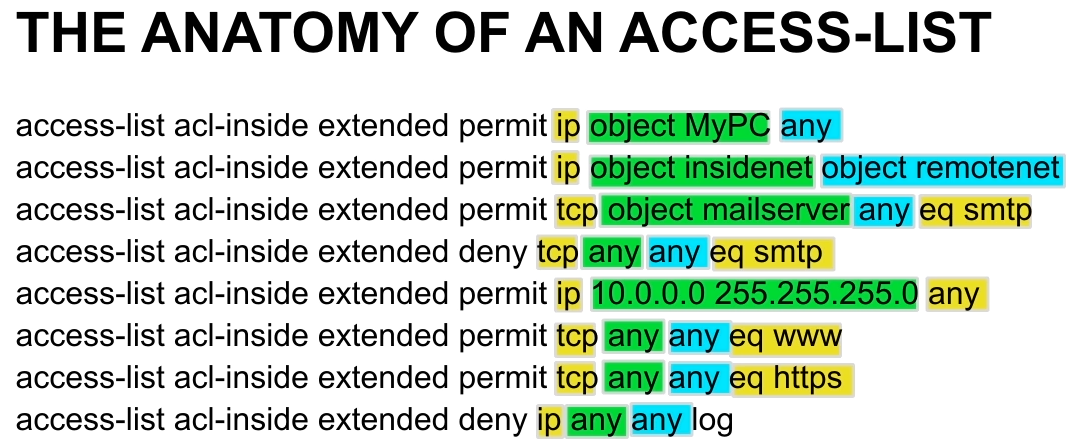 THE ANATOMY OF AN ACCESS-LIST
access-list acl-inside extended permit ip object MyPC any
access-list acl-inside extended permit ip object insidenet object remotenet
access-list acl-inside extended permit tcp object mailserver any eq smtp
access-list acl-inside extended deny tcp any any eq smtp
access-list acl-inside extended permit ip 10.0.0.0 255.255.255.0 any
access-list acl-inside extended permit tcp any any eq www
access-list acl-inside extended permit tcp any any eq https
access-list acl-inside extended deny ip any any log